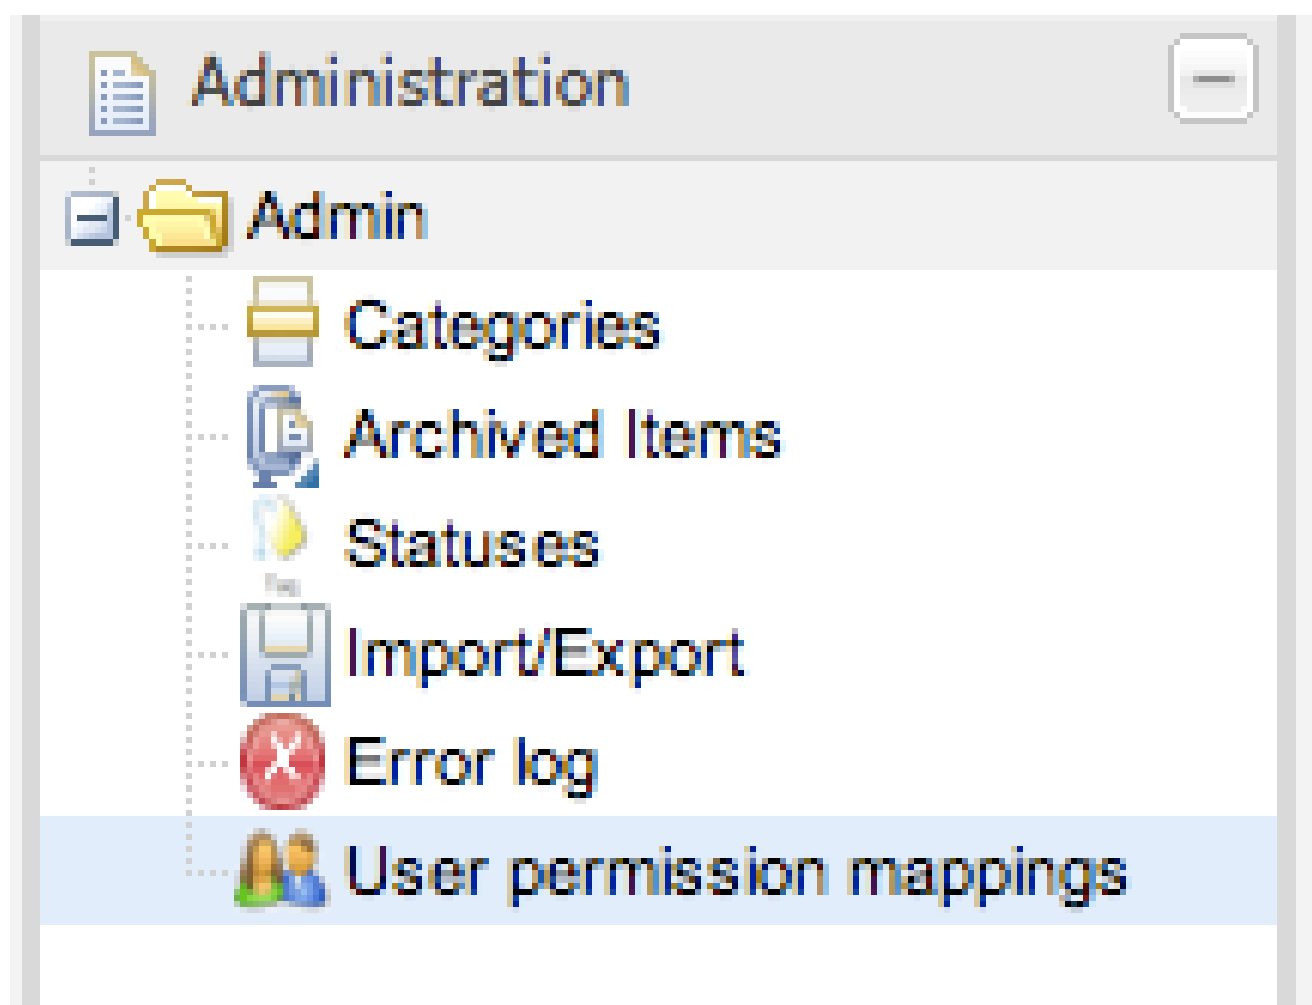 Administration
Admin
Categories
Archived Items
Statuses
Import/Export
Error log
User permission mappings